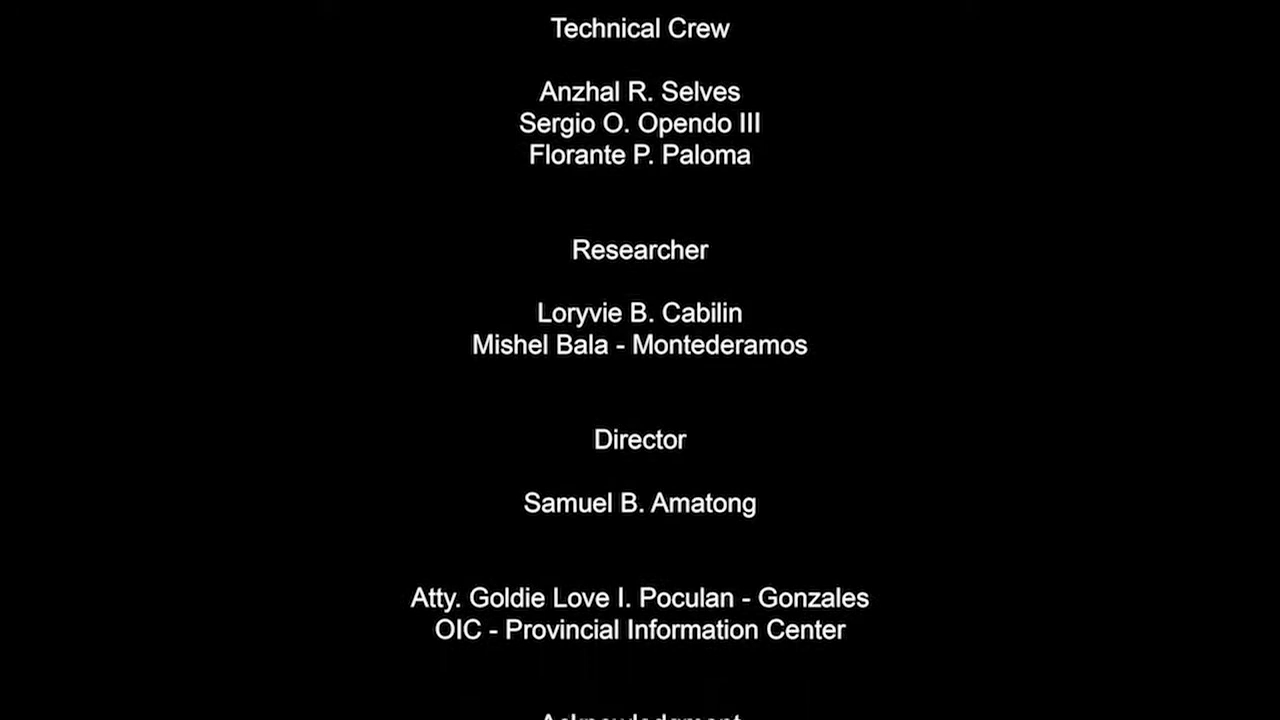 Technical Crew
Anzhal R. Selves
Sergio O. Opendo III
Florante P. Paloma
Researcher
Loryvie B. Cabilin
Mishel Bala - Montederamos
Director
Samuel B. Amatong
Atty. Goldie Love I. Poculan - Gonzales
OIC - Provincial Information Center
Acknowledgment